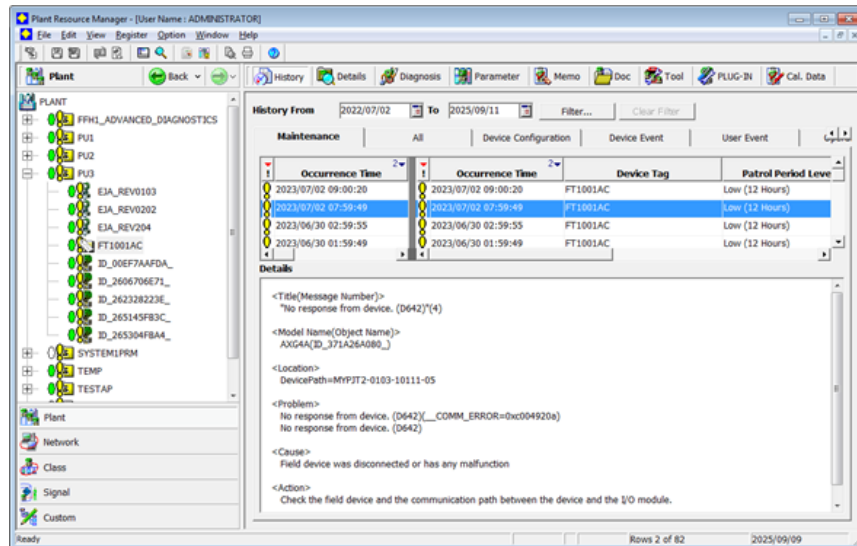 Plant Resource Manager - [User Name : ADMINISTRATOR]
File Edit View Register Option Window Help
Plant Back
History Details Diagnosis Parameter Memo Doc Tool PLUG-IN Cal. Data
PLANT
FFH1_ADVANCED_DIAGNOSTICS
PU1
PU2
PU3
EJA_REV0103
EJA_REV0202
EJA_REV204
FT1001AC
ID_00EF7AAFDA_
ID_2606706E71_
ID_262328223E_
ID_265145FB3C_
ID_265304FBA4_
SYSTEM1PRM
TEMP
TESTAP
Plant
Network
Class
Signal
Custom
History From 2022/07/02 To 2025/09/11 Filter... Clear Filter
Maintenance All Device Configuration Device Event User Event
! Occurrence Time 2 ! Occurrence Time 2 Device Tag Patrol Period Leve
2023/07/02 09:00:20 2023/07/02 09:00:20 FT1001AC Low (12 Hours)
2023/07/02 07:59:49 2023/07/02 07:59:49 FT1001AC Low (12 Hours)
2023/06/30 02:59:55 2023/06/30 02:59:55 FT1001AC Low (12 Hours)
2023/06/30 01:59:49 2023/06/30 01:59:49 FT1001AC Low (12 Hours)
Details
<Title(Message Number)>
"No response from device. (D642)"(4)
<Model Name(Object Name)>
AXG4A(ID_371A26A080_)
<Location>
DevicePath=MYPJT2-0103-10111-05
<Problem>
No response from device. (D642)(__COMM_ERROR=0xc004920a)
No response from device. (D642)
<Cause>
Field device was disconnected or has any malfunction
<Action>
Check the field device and the communication path between the device and the I/O module.
Ready Rows 2 of 82 2025/09/09